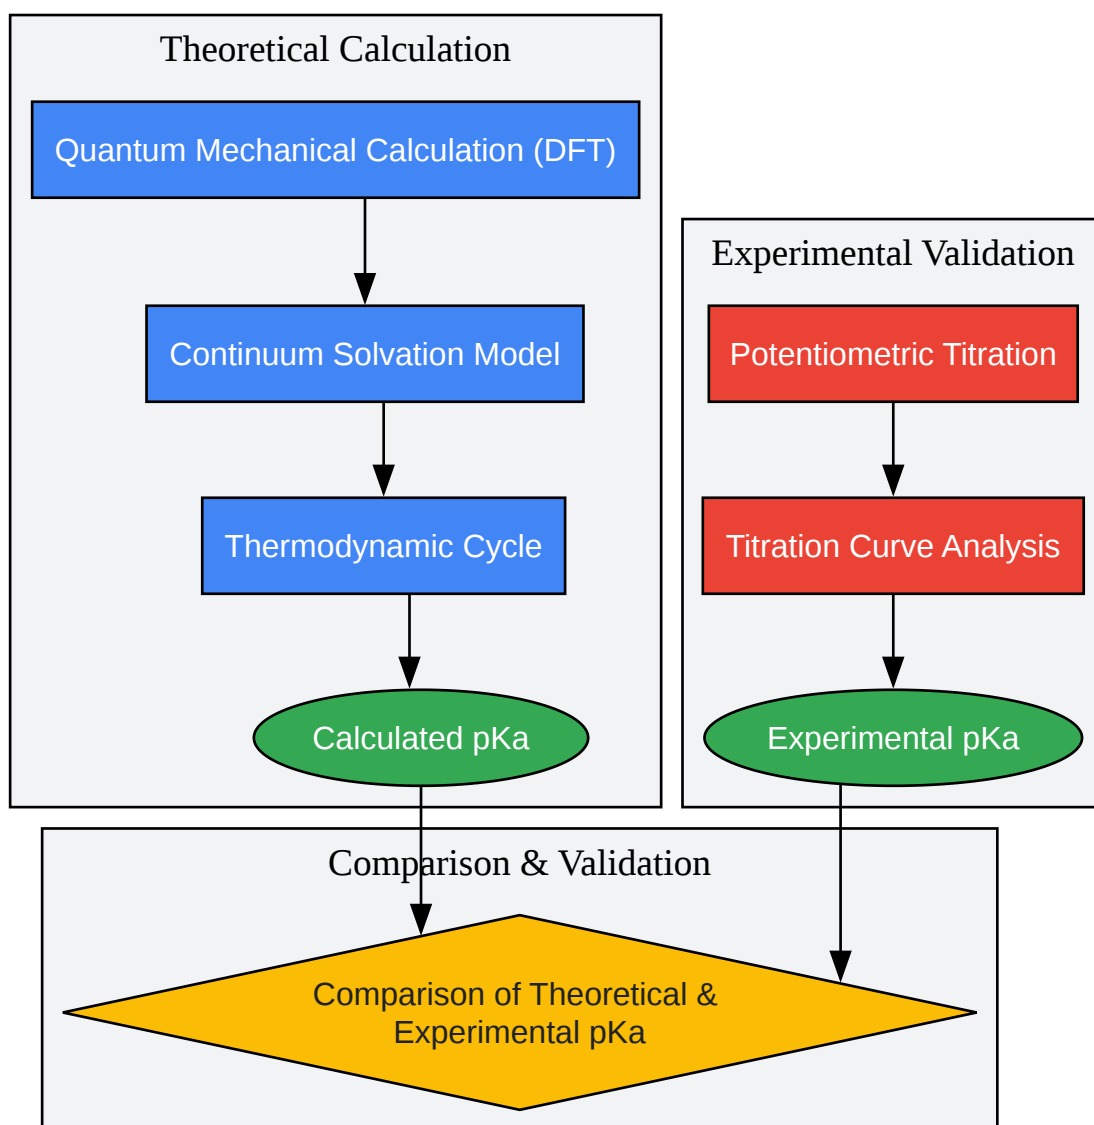 Theoretical Calculation
Quantum Mechanical Calculation (DFT)
Continuum Solvation Model
Thermodynamic Cycle
Calculated pKa
Experimental Validation
Potentiometric Titration
Titration Curve Analysis
Experimental pKa
Comparison & Validation
Comparison of Theoretical &
Experimental pKa